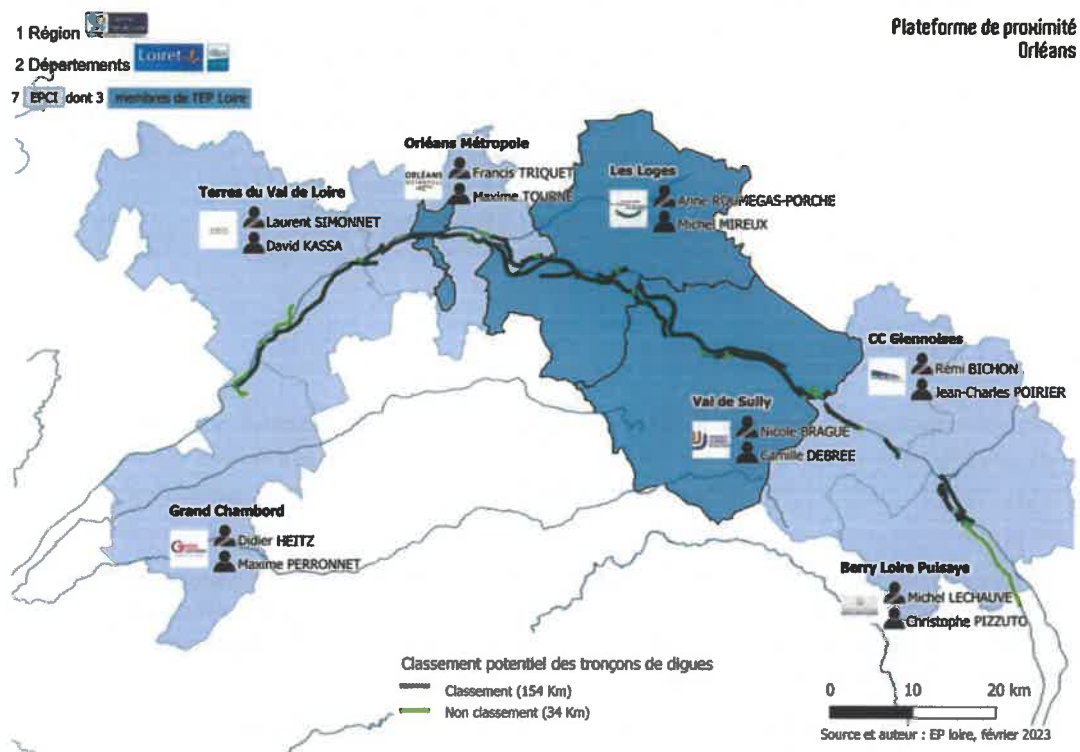 1 Région
2 Départements Loiret
7 EPCI dont 3 membres de l'EP Loire
Plateforme de proximité
Orléans
Orléans Métropole
ORLÉANS
Francis TRIQUET
Maxime TOURNE
Les Loges
Anne ROUMEGAS-PORCHE
Michel MIREUX
Terres du Val de Loire
Laurent SIMONNET
David KASSA
CC Giennoises
Rémi BICHON
Jean-Charles POIRIER
Val de Sully
Nicole BRAGUE
Camille DEBREE
Grand Chambord
Didier HEITZ
Maxime PERRONNET
Berry Loire Puisaye
Michel LECHAUVE
Christophe PIZZUTO
Classement potentiel des tronçons de digues
Classement (154 Km)
Non classement (34 Km)
0 10 20 km
Source et auteur : EP loire, février 2023